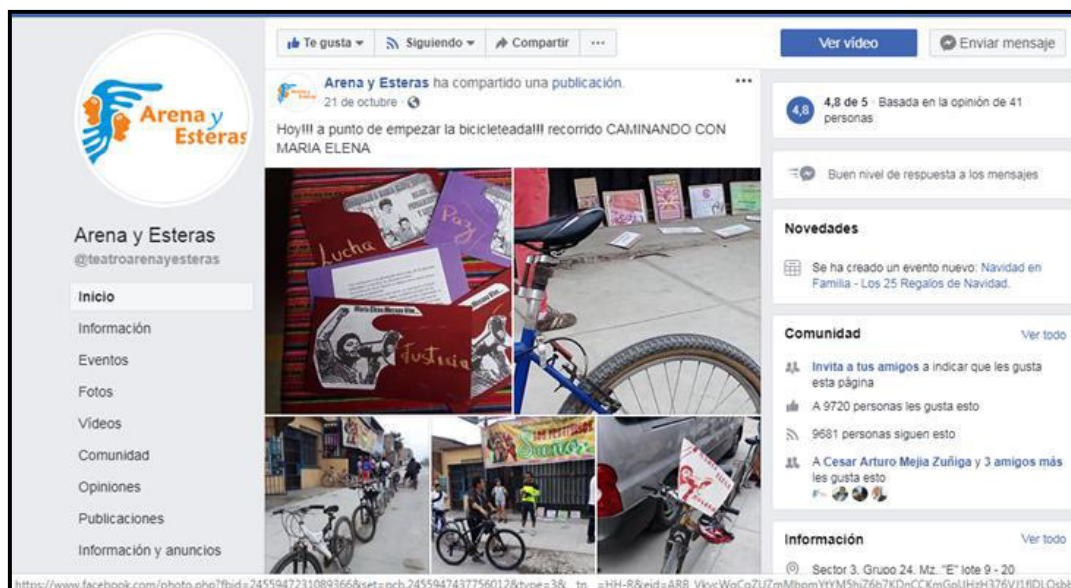 Arena y
Esteras
Arena y Esteras
@teatroarenayesteras
Inicio
Información
Eventos
Fotos
Vídeos
Comunidad
Opiniones
Publicaciones
Información y anuncios
Te gusta
Siguiendo
Compartir
Ver vídeo
Enviar mensaje
Arena y Esteras ha compartido una publicación.
21 de octubre
Hoy!!! a punto de empezar la bicicleteada!!! recorrido CAMINANDO CON
MARIA ELENA
Lucha
Paz
Justicia
Sueño
4,8
4,8 de 5 · Basada en la opinión de 41
personas
Buen nivel de respuesta a los mensajes
Novedades
Se ha creado un evento nuevo: Navidad en
Familia - Los 25 Regalos de Navidad.
Comunidad
Ver todo
Invita a tus amigos a indicar que les gusta
esta página
A 9720 personas les gusta esto
9681 personas siguen esto
A Cesar Arturo Mejia Zuñiga y 3 amigos más
les gusta esto
Información
Ver todo
Sector 3, Grupo 24, Mz. "E" lote 9 - 20